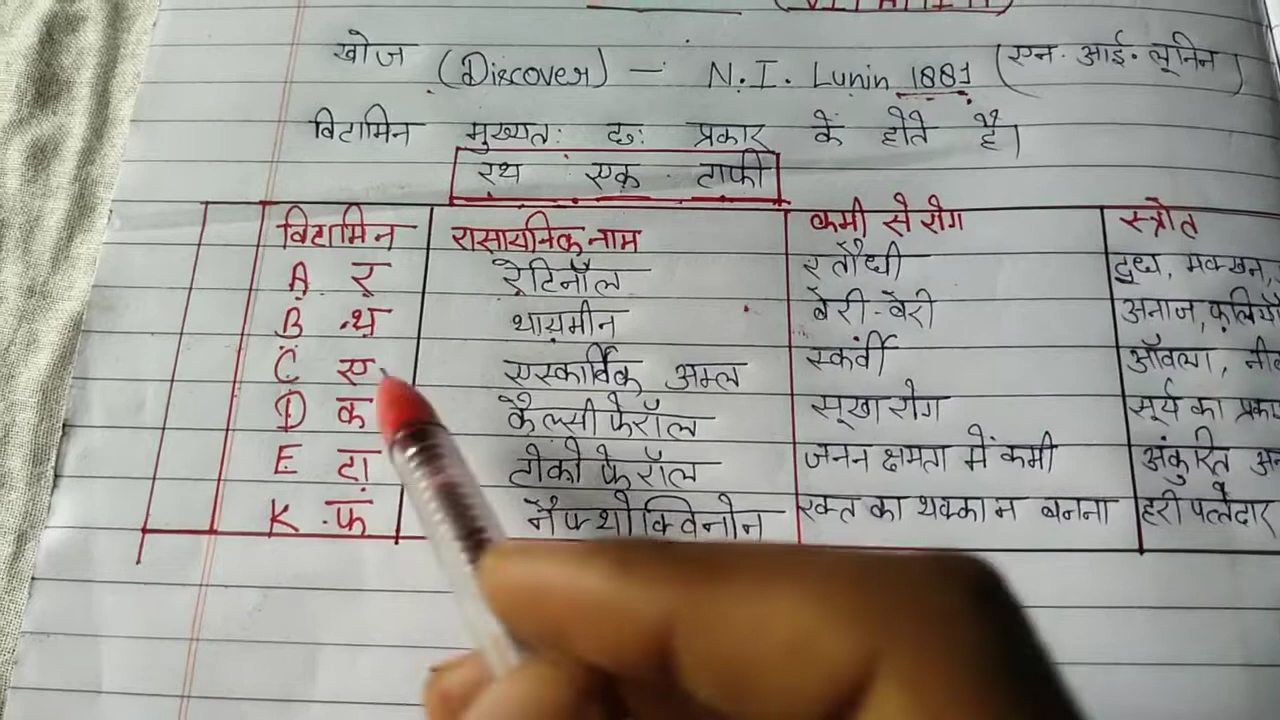 खोज (Discover) — N.I. Lunin 1881 (एन. आई. लूनिन)
विटामिन मुख्यतः छः प्रकार के होते है।
रथ एक टाफी
विटामिन रासायनिक नाम कमी से रोग स्त्रोत
A र रेटिनॉल रतौंधी दुध, मक्खन,
B थ थायमीन बेरी-बेरी अनाज, फलियाँ
C ए एस्कार्विक अम्ल स्कर्वी आँवला,
D क कैल्सीफेरॉल सूखा रोग सूर्य का
E टा टोकोफेरॉल जनन क्षमता में कमी अंकुरित
K फ नैफ्थोक्विनोन रक्त का थक्का न बनना हरी पत्तेदार